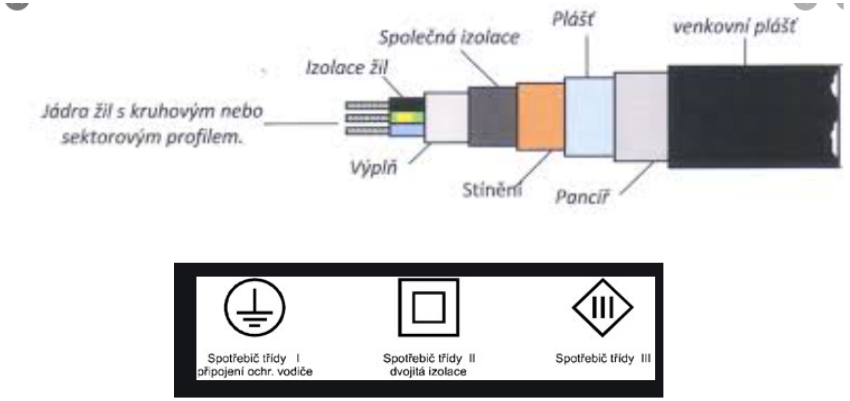 Plášť
venkovní plášť
Společná izolace
Izolace žil
Jádra žil s kruhovým nebo
sektorovým profilem.
Výplň
Stínění
Pancíř
III
Spotřebič třídy I
připojení ochr. vodiče
Spotřebič třídy II
dvojitá izolace
Spotřebič třídy III